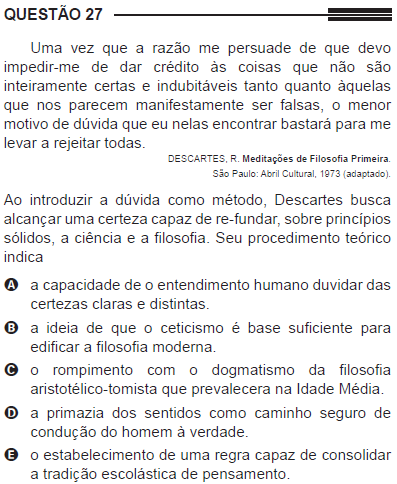 QUESTÃO 27
Uma vez que a razão me persuade de que devo
impedir-me de dar crédito às coisas que não são
inteiramente certas e indubitáveis tanto quanto àquelas
que nos parecem manifestamente ser falsas, o menor
motivo de dúvida que eu nelas encontrar bastará para me
levar a rejeitar todas.
DESCARTES, R. Meditações de Filosofia Primeira.
São Paulo: Abril Cultural, 1973 (adaptado).
Ao introduzir a dúvida como método, Descartes busca
alcançar uma certeza capaz de re-fundar, sobre princípios
sólidos, a ciência e a filosofia. Seu procedimento teórico
indica
A a capacidade de o entendimento humano duvidar das
certezas claras e distintas.
B a ideia de que o ceticismo é base suficiente para
edificar a filosofia moderna.
C o rompimento com o dogmatismo da filosofia
aristotélico-tomista que prevalecera na Idade Média.
D a primazia dos sentidos como caminho seguro de
condução do homem à verdade.
E o estabelecimento de uma regra capaz de consolidar
a tradição escolástica de pensamento.